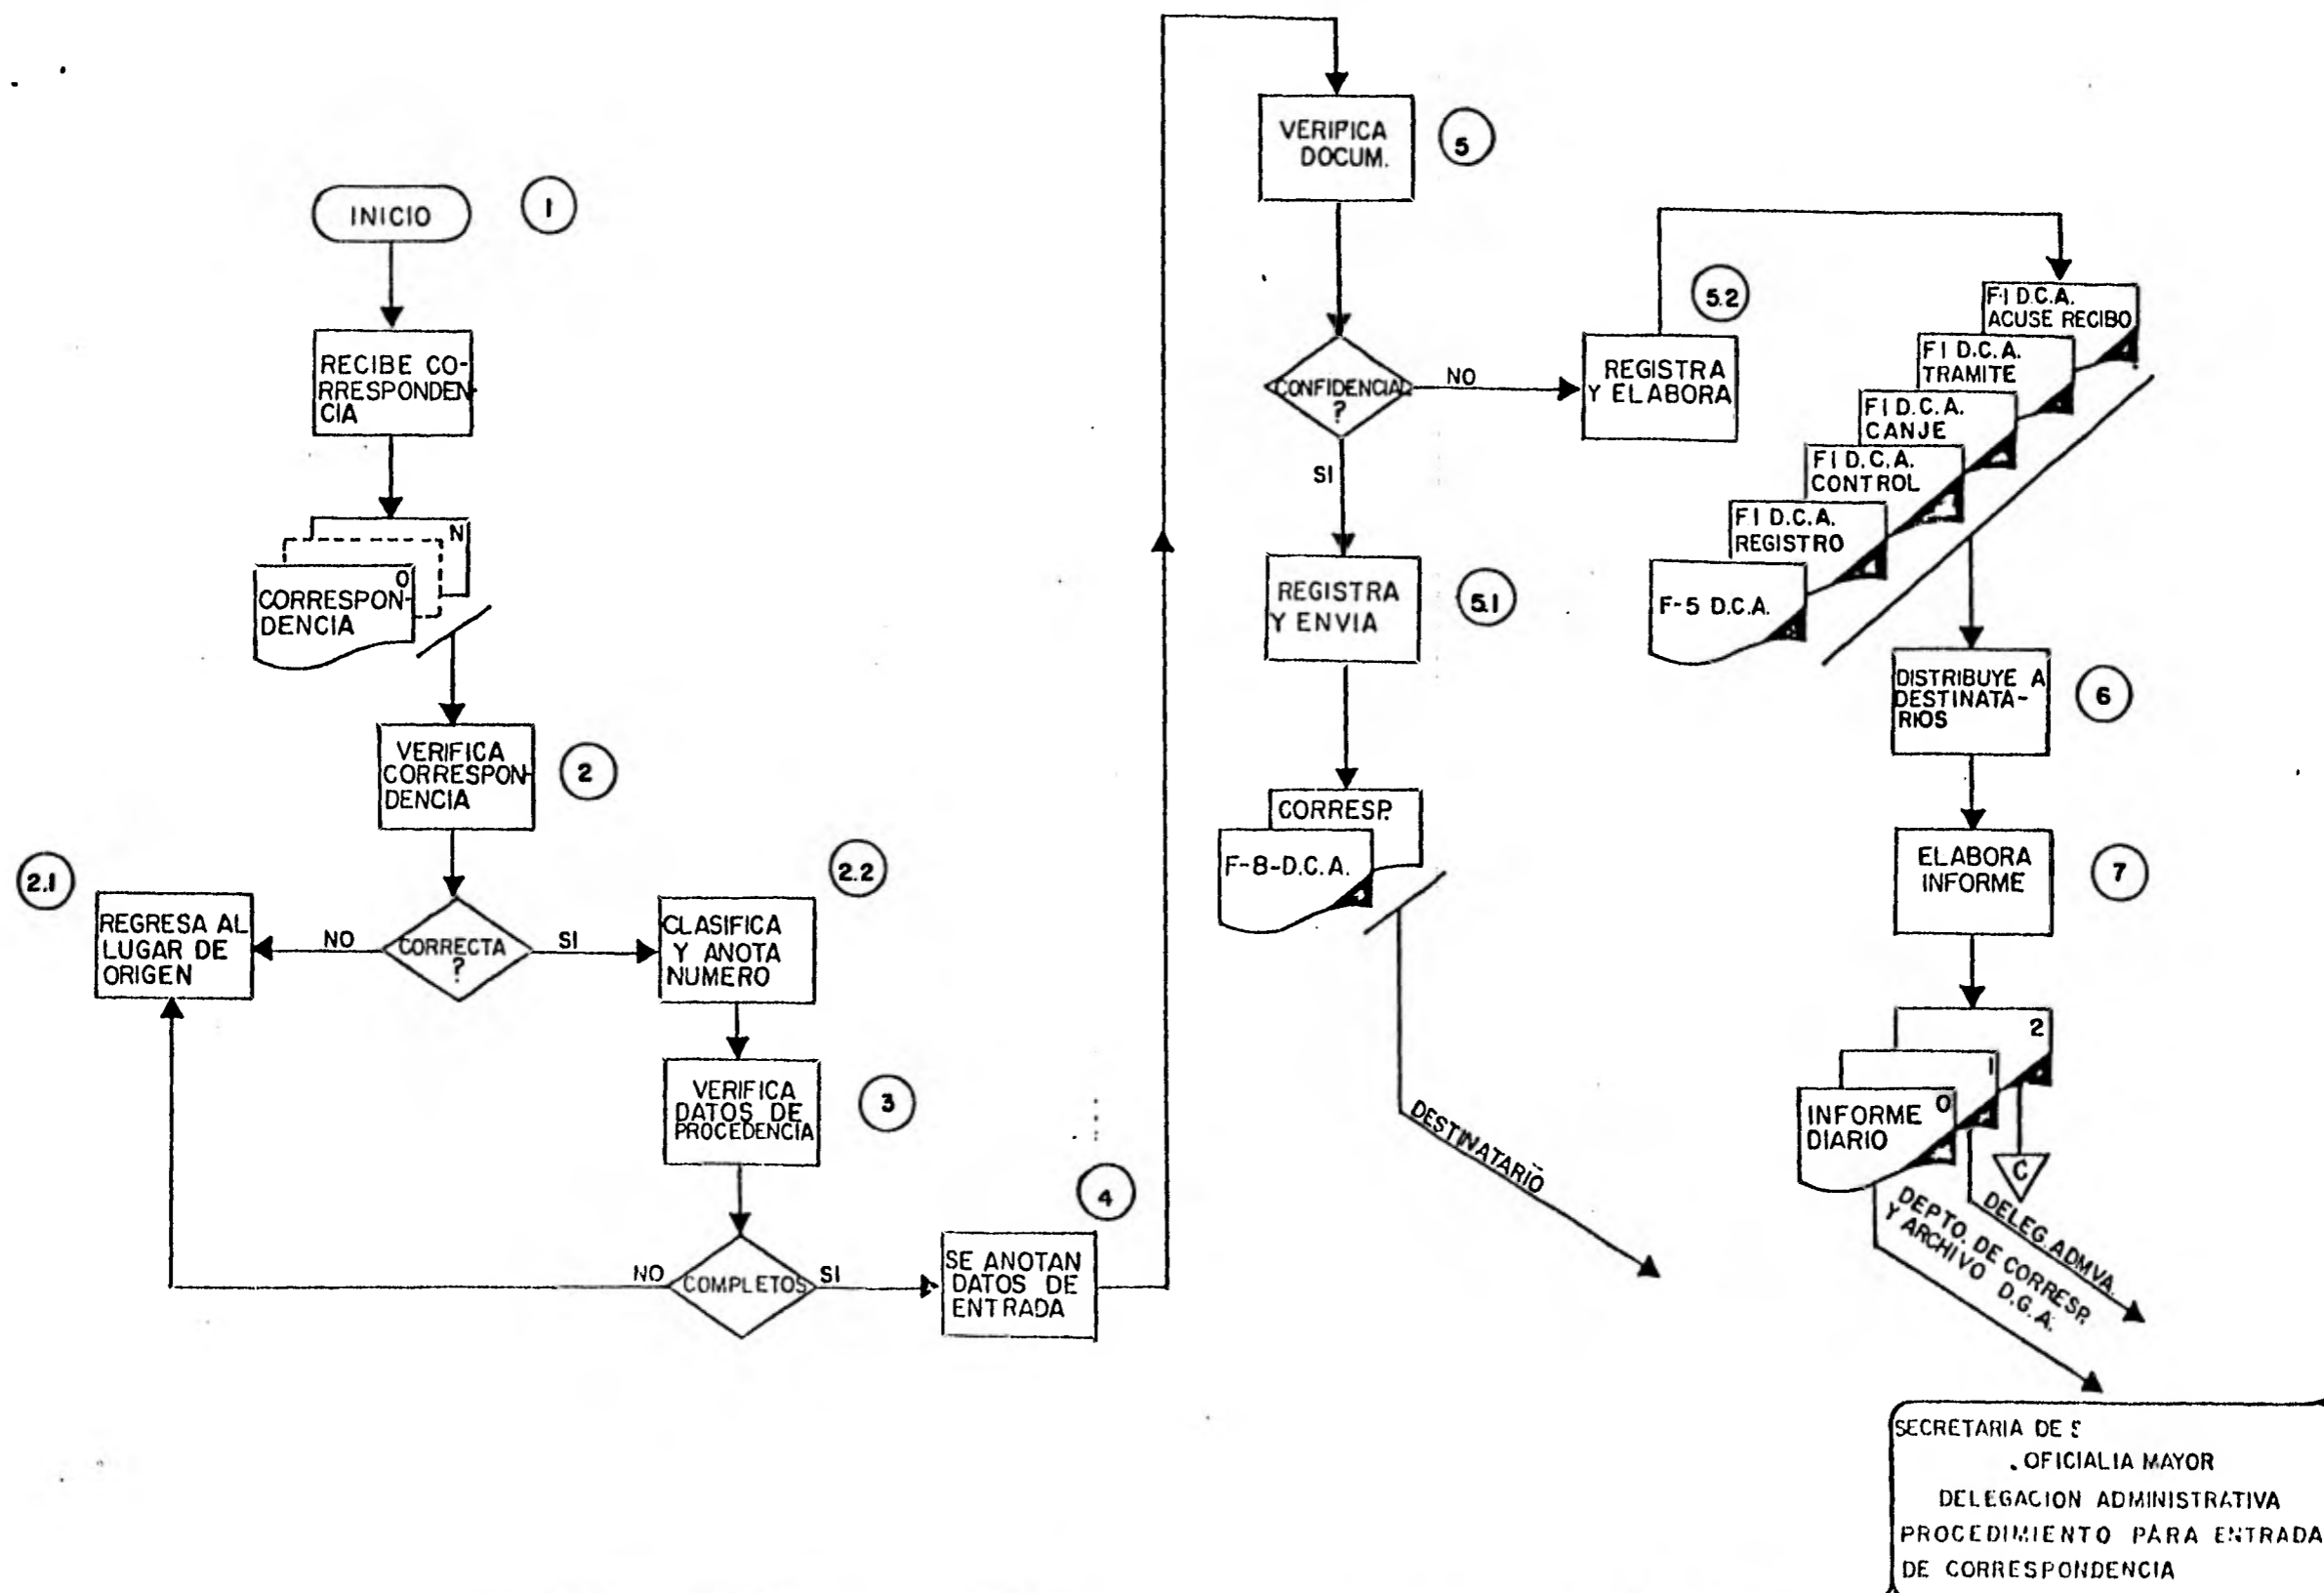 INICIO
1
RECIBE CO-
RRESPONDEN
CIA
N
O
CORRESPON-
DENCIA
VERIFICA
CORRESPON-
DENCIA
2
2.1
REGRESA AL
LUGAR DE
ORIGEN
NO
CORRECTA
?
SI
2.2
CLASIFICA
Y ANOTA
NUMERO
VERIFICA
DATOS DE
PROCEDENCIA
3
NO
COMPLETOS
SI
SE ANOTAN
DATOS DE
ENTRADA
4
VERIFICA
DOCUM.
5
CONFIDENCIAL
?
NO
SI
REGISTRA
Y ENVIA
5.1
CORRESP.
F-8-D.C.A.
DESTINATARIO
5.2
REGISTRA
Y ELABORA
F-I D.C.A.
ACUSE RECIBO
F I D.C.A.
TRAMITE
F I D.C.A.
CANJE
F I D.C.A.
CONTROL
F I D.C.A.
REGISTRO
F-5 D.C.A.
DISTRIBUYE A
DESTINATA-
RIOS
6
ELABORA
INFORME
7
2
1
O
INFORME
DIARIO
C
DELEG. ADMVA.
DEPTO. DE CORRESP.
Y ARCHIVO D.G.A.
SECRETARIA DE
OFICIALIA MAYOR
DELEGACION ADMINISTRATIVA
PROCEDIMIENTO PARA ENTRADA
DE CORRESPONDENCIA